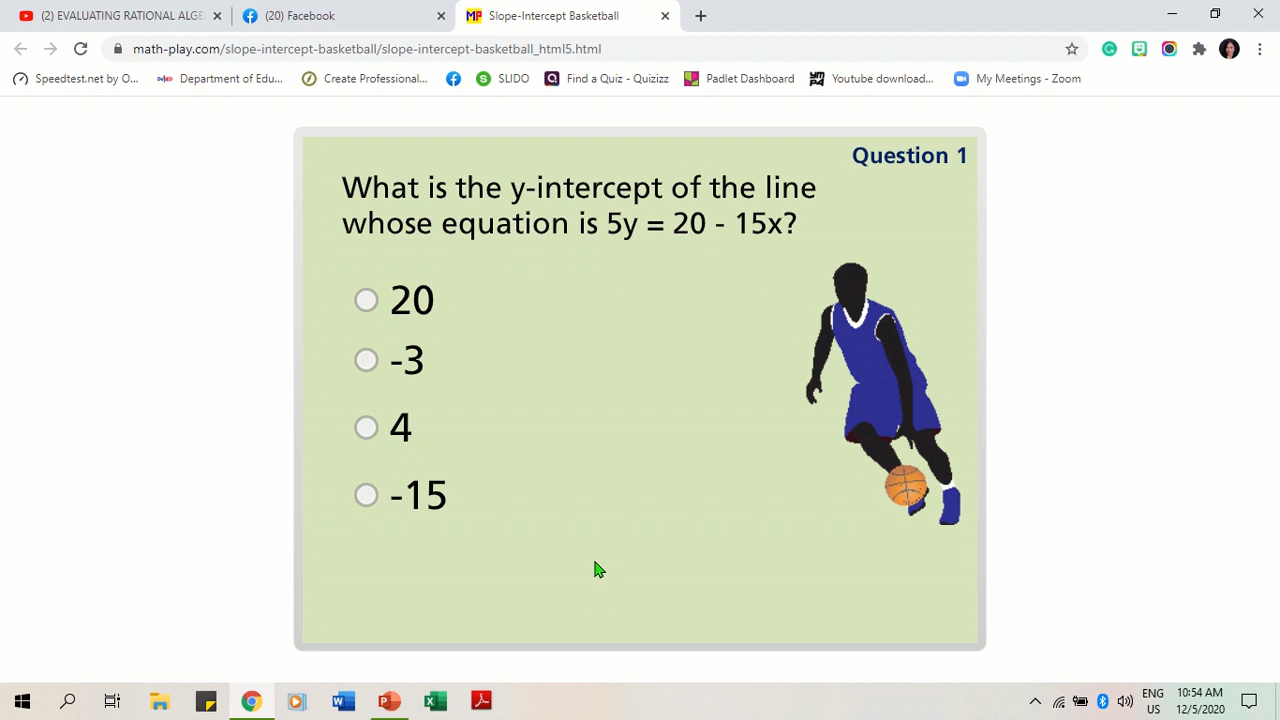 (2) EVALUATING RATIONAL ALGE
(20) Facebook
Slope-Intercept Basketball
math-play.com/slope-intercept-basketball/slope-intercept-basketball_html5.html
Speedtest.net by O...
Department of Edu...
Create Professional...
SLIDO
Find a Quiz - Quizizz
Padlet Dashboard
Youtube download...
My Meetings - Zoom
Question 1
What is the y-intercept of the line
whose equation is 5y = 20 - 15x?
20
-3
4
-15
ENG
US
10:54 AM
12/5/2020